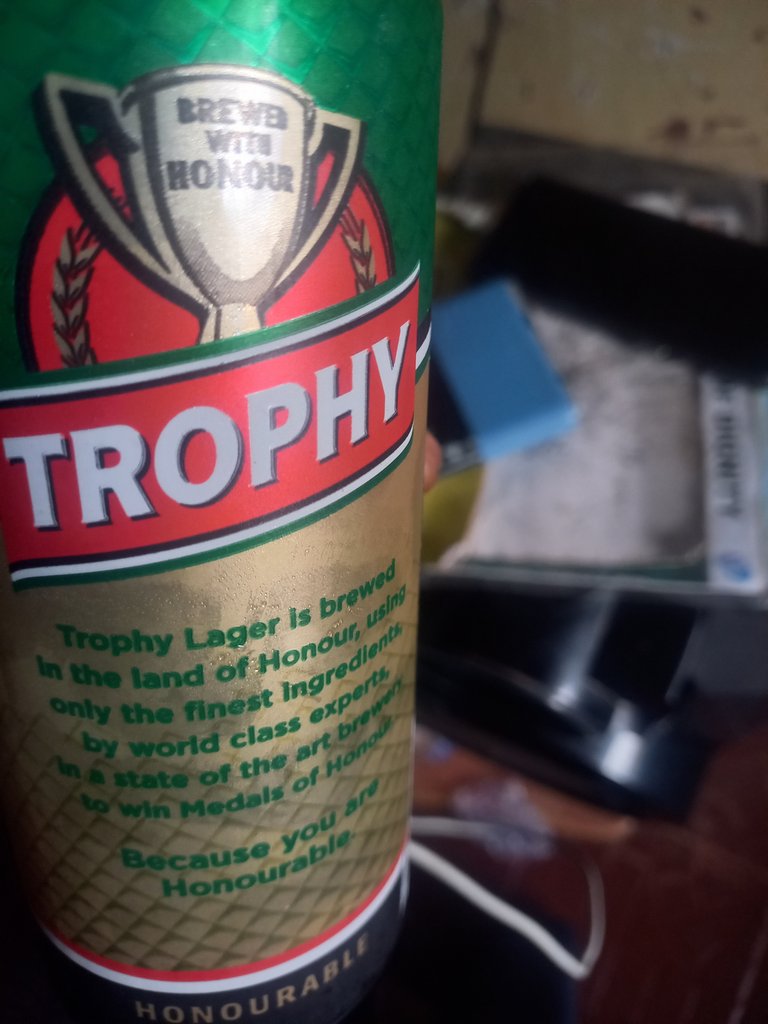 BREWED
WITH
HONOUR
TROPHY
Trophy Lager is brewed
in the land of Honour, using
only the finest ingredients,
by world class experts,
in a state of the art brewery
to win Medals of Honour
Because you are
Honourable.
HONOURABLE